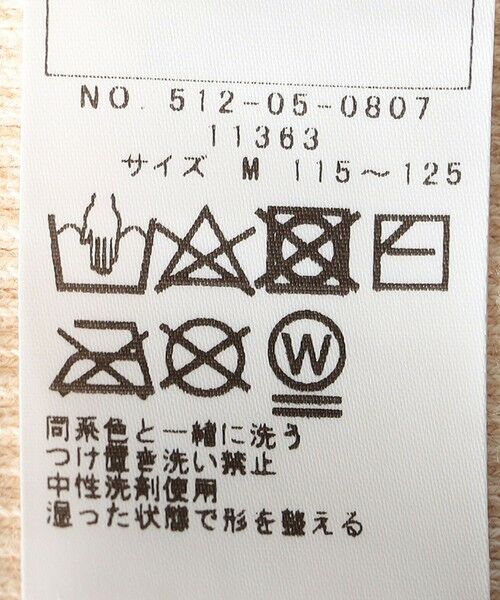 NO. 512-05-0807
11363
サイズ M 115～125
W
同系色と一緒に洗う
つけ置き洗い禁止
中性洗剤使用
湿った状態で形を整える